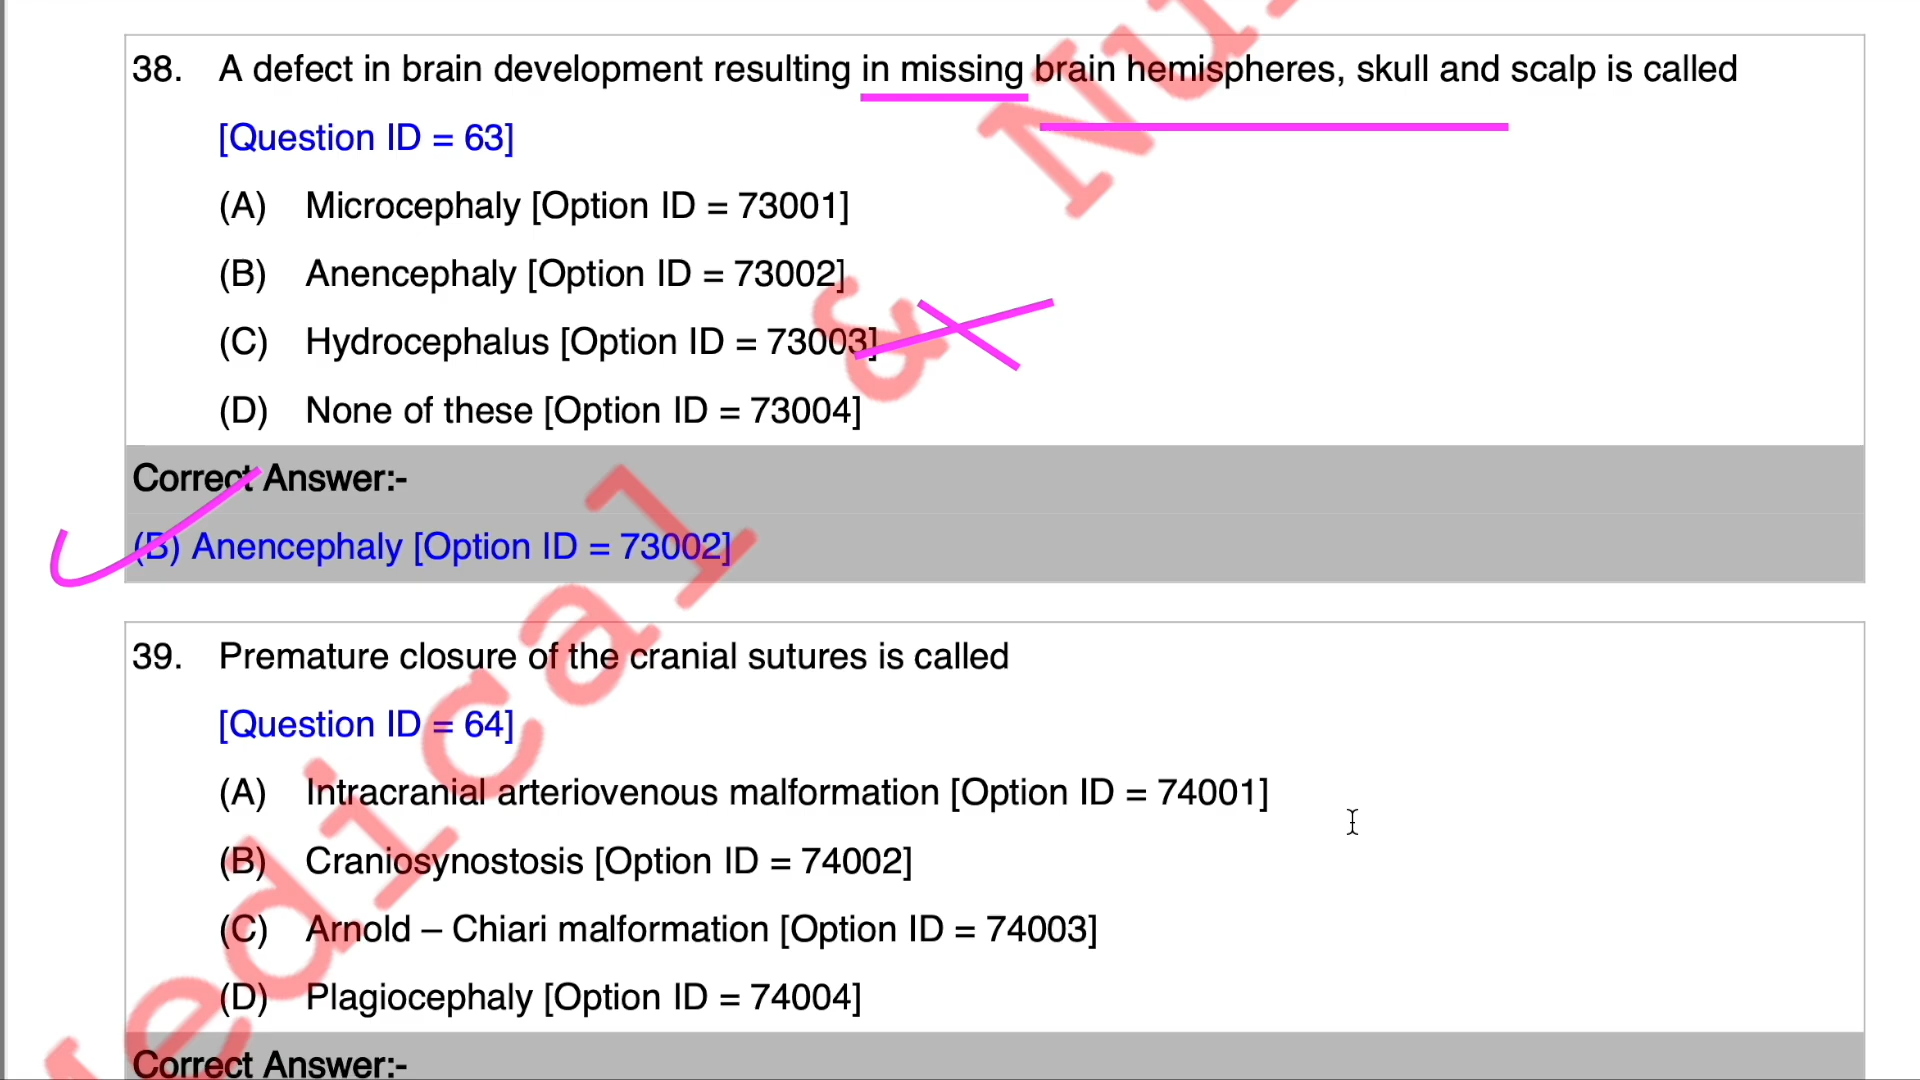 38. A defect in brain development resulting in missing brain hemispheres, skull and scalp is called
[Question ID = 63]
(A) Microcephaly [Option ID = 73001]
(B) Anencephaly [Option ID = 73002]
(C) Hydrocephalus [Option ID = 73003]
(D) None of these [Option ID = 73004]
Correct Answer:-
(B) Anencephaly [Option ID = 73002]
39. Premature closure of the cranial sutures is called
[Question ID = 64]
(A) Intracranial arteriovenous malformation [Option ID = 74001]
(B) Craniosynostosis [Option ID = 74002]
(C) Arnold – Chiari malformation [Option ID = 74003]
(D) Plagiocephaly [Option ID = 74004]
Correct Answer:-
Medical & Nu